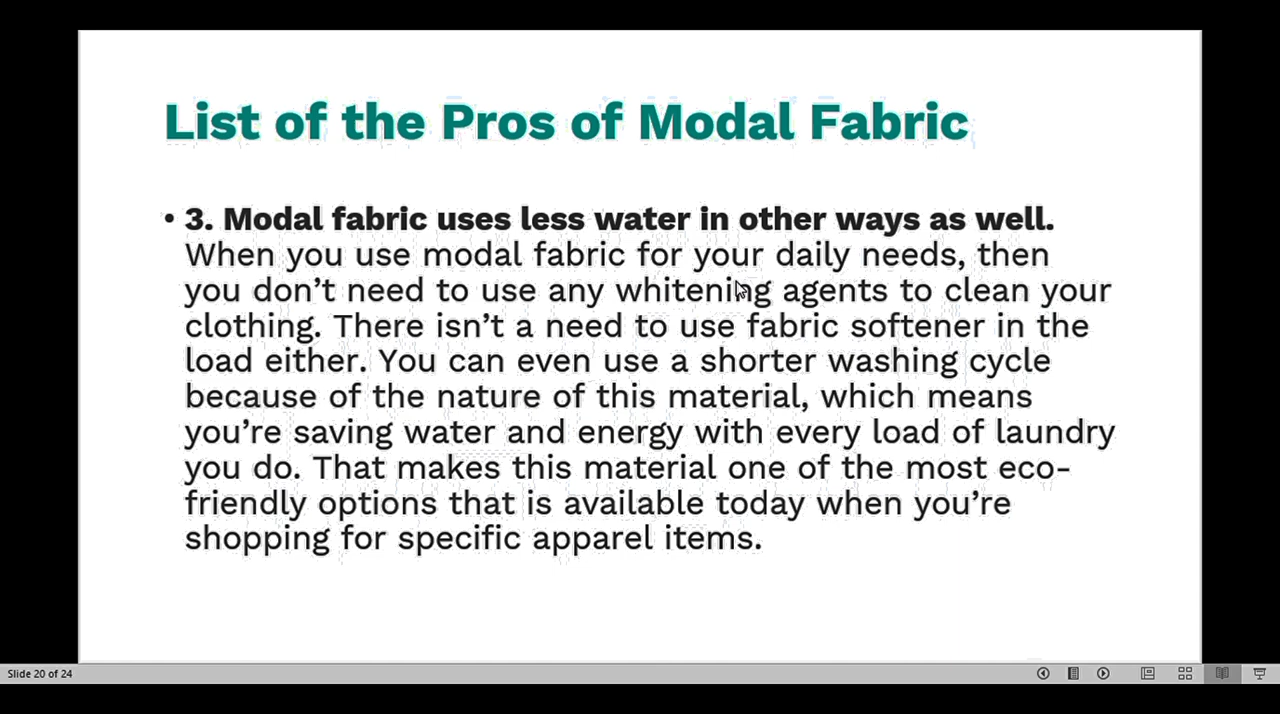 List of the Pros of Modal Fabric
• 3. Modal fabric uses less water in other ways as well.
When you use modal fabric for your daily needs, then
you don’t need to use any whitening agents to clean your
clothing. There isn’t a need to use fabric softener in the
load either. You can even use a shorter washing cycle
because of the nature of this material, which means
you’re saving water and energy with every load of laundry
you do. That makes this material one of the most eco-
friendly options that is available today when you’re
shopping for specific apparel items.
Slide 20 of 24